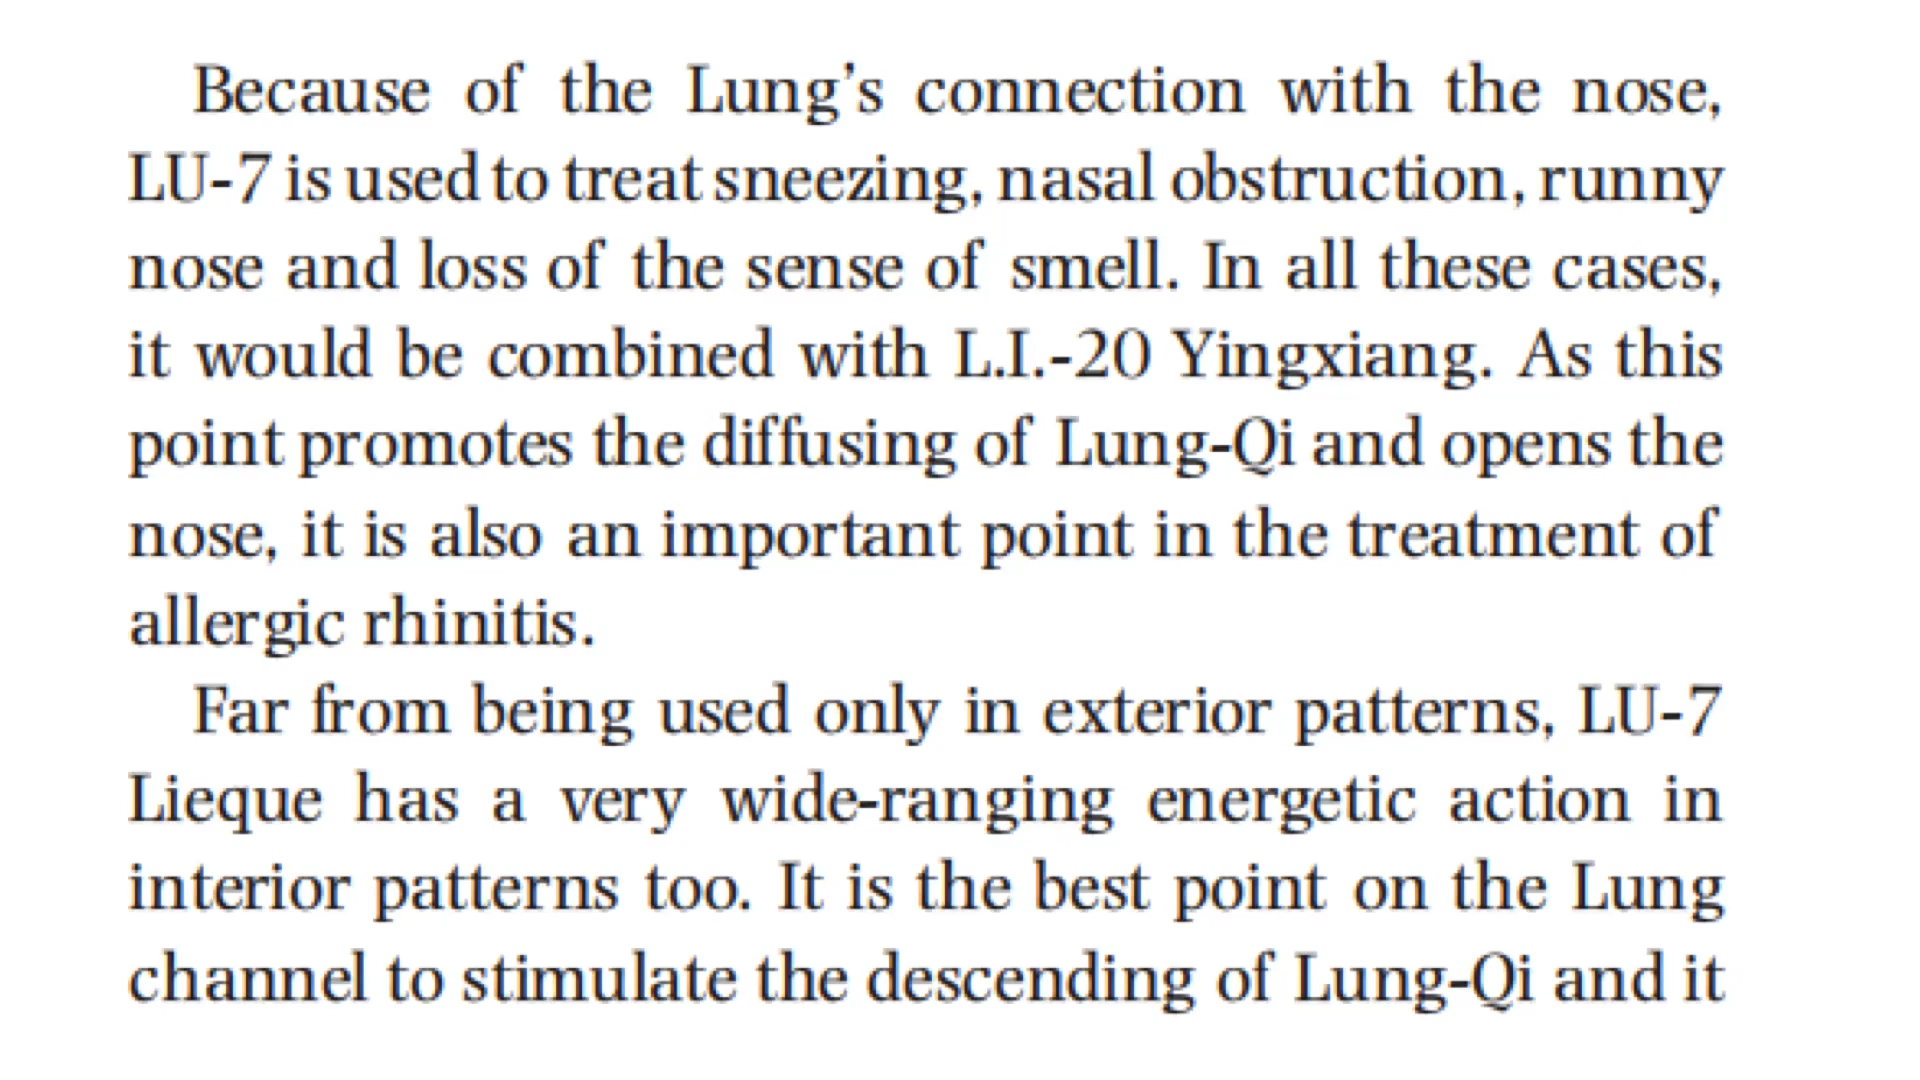 Because of the Lung's connection with the nose,
LU-7 is used to treat sneezing, nasal obstruction, runny
nose and loss of the sense of smell. In all these cases,
it would be combined with L.I.-20 Yingxiang. As this
point promotes the diffusing of Lung-Qi and opens the
nose, it is also an important point in the treatment of
allergic rhinitis.
Far from being used only in exterior patterns, LU-7
Lieque has a very wide-ranging energetic action in
interior patterns too. It is the best point on the Lung
channel to stimulate the descending of Lung-Qi and it